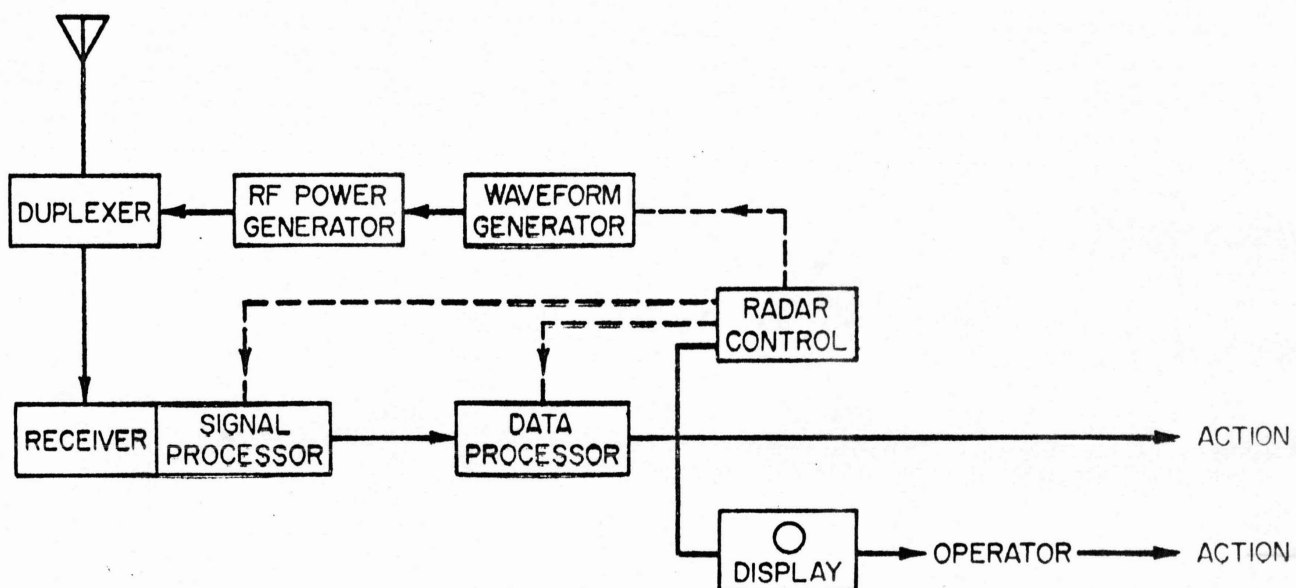 DUPLEXER
RF POWER
GENERATOR
WAVEFORM
GENERATOR
RADAR
CONTROL
RECEIVER
SIGNAL
PROCESSOR
DATA
PROCESSOR
ACTION
DISPLAY
OPERATOR
ACTION